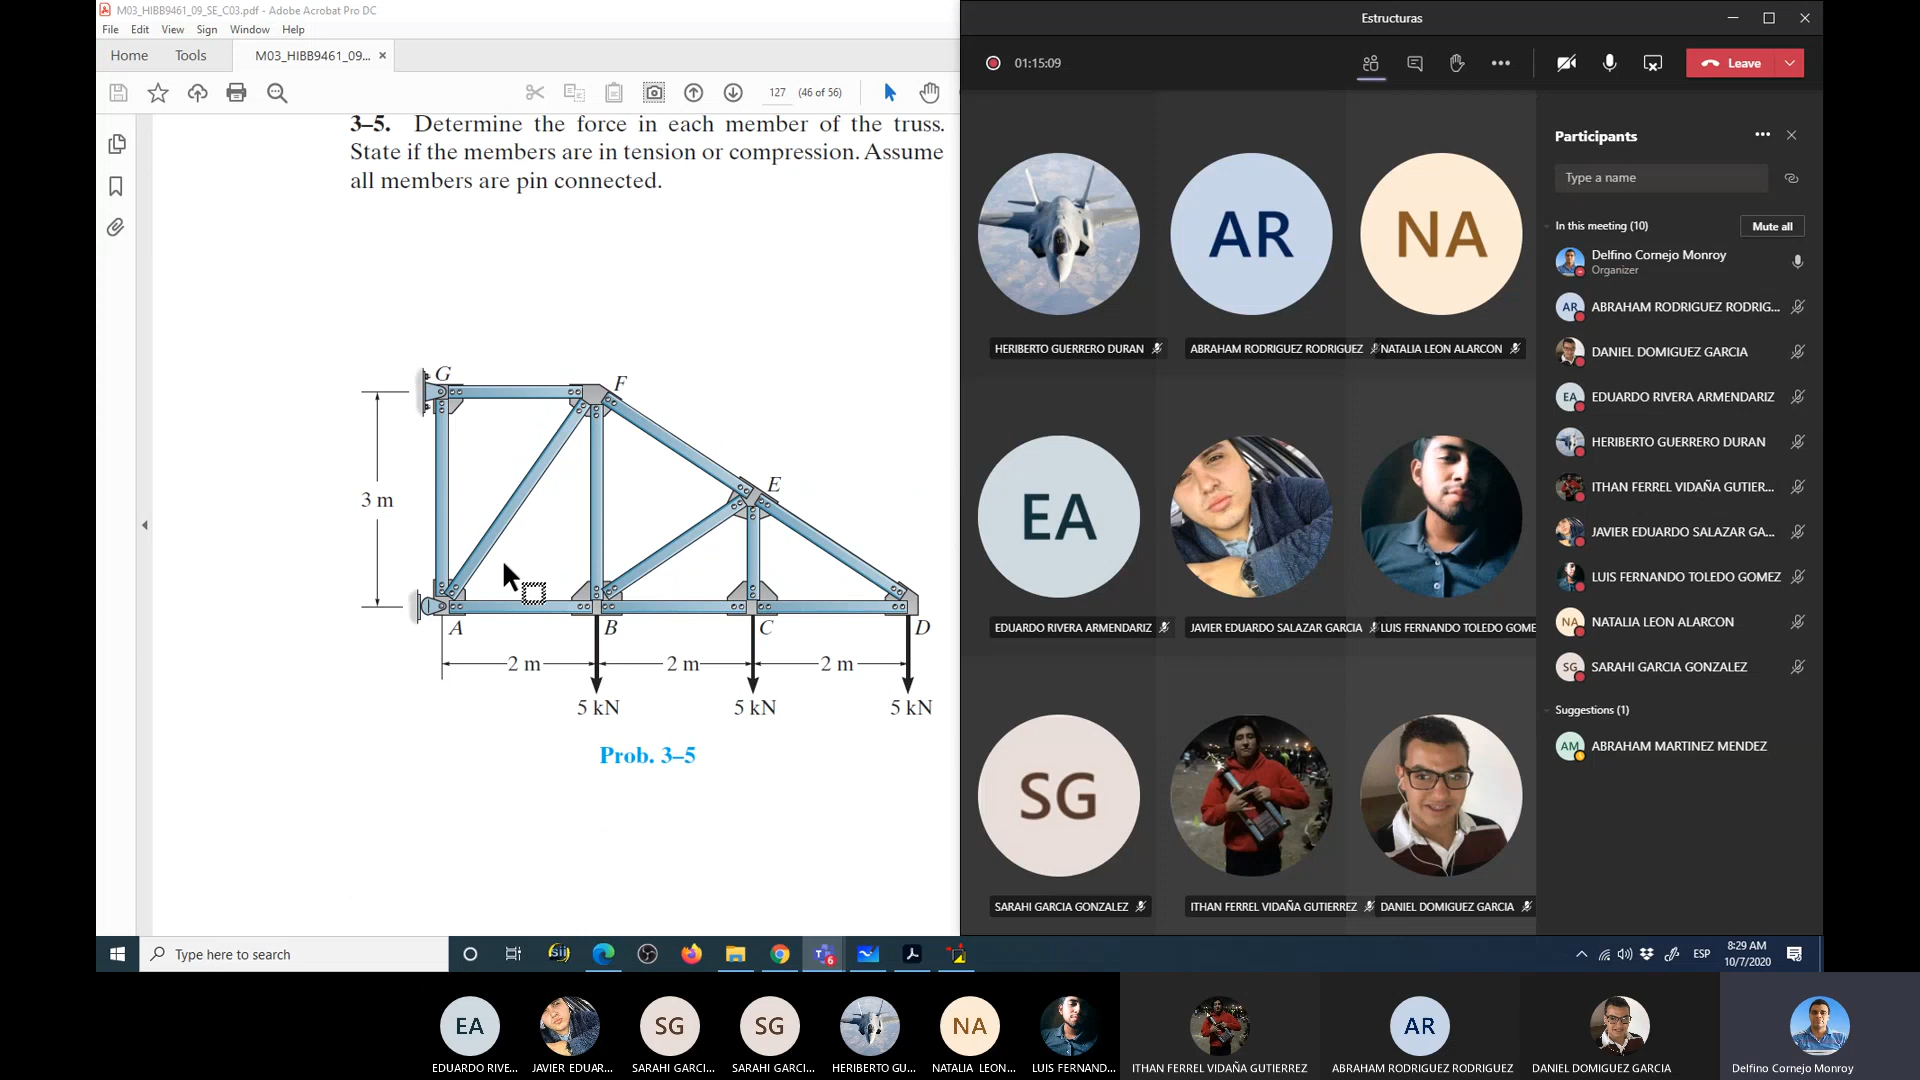 M03_HIBB9461_09_SE_C03.pdf - Adobe Acrobat Pro DC
File Edit View Sign Window Help
Home Tools M03_HIBB9461_09... ×
127 (46 of 56)
3–5. Determine the force in each member of the truss.
State if the members are in tension or compression. Assume
all members are pin connected.
G
F
E
3 m
A B C D
2 m 2 m 2 m
5 kN 5 kN 5 kN
Prob. 3–5
Estructuras
01:15:09
Leave
AR
NA
HERIBERTO GUERRERO DURAN
ABRAHAM RODRIGUEZ RODRIGUEZ
NATALIA LEON ALARCON
EA
EDUARDO RIVERA ARMENDARIZ
JAVIER EDUARDO SALAZAR GARCIA
LUIS FERNANDO TOLEDO GOME
SG
SARAHI GARCIA GONZALEZ
ITHAN FERREL VIDAÑA GUTIERREZ
DANIEL DOMIGUEZ GARCIA
Participants
Type a name
In this meeting (10)
Mute all
Delfino Cornejo Monroy
Organizer
AR ABRAHAM RODRIGUEZ RODRIG...
DANIEL DOMIGUEZ GARCIA
EA EDUARDO RIVERA ARMENDARIZ
HERIBERTO GUERRERO DURAN
ITHAN FERREL VIDAÑA GUTIER...
JAVIER EDUARDO SALAZAR GA...
LUIS FERNANDO TOLEDO GOMEZ
NA NATALIA LEON ALARCON
SG SARAHI GARCIA GONZALEZ
Suggestions (1)
AM ABRAHAM MARTINEZ MENDEZ
Type here to search
sii
6
ESP
8:29 AM
10/7/2020
EA
SG
SG
NA
AR
EDUARDO RIVE...
JAVIER EDUAR...
SARAHI GARCI...
SARAHI GARCI...
HERIBERTO GU...
NATALIA LEON...
LUIS FERNAND...
ITHAN FERREL VIDAÑA GUTIERREZ
ABRAHAM RODRIGUEZ RODRIGUEZ
DANIEL DOMIGUEZ GARCIA
Delfino Cornejo Monroy